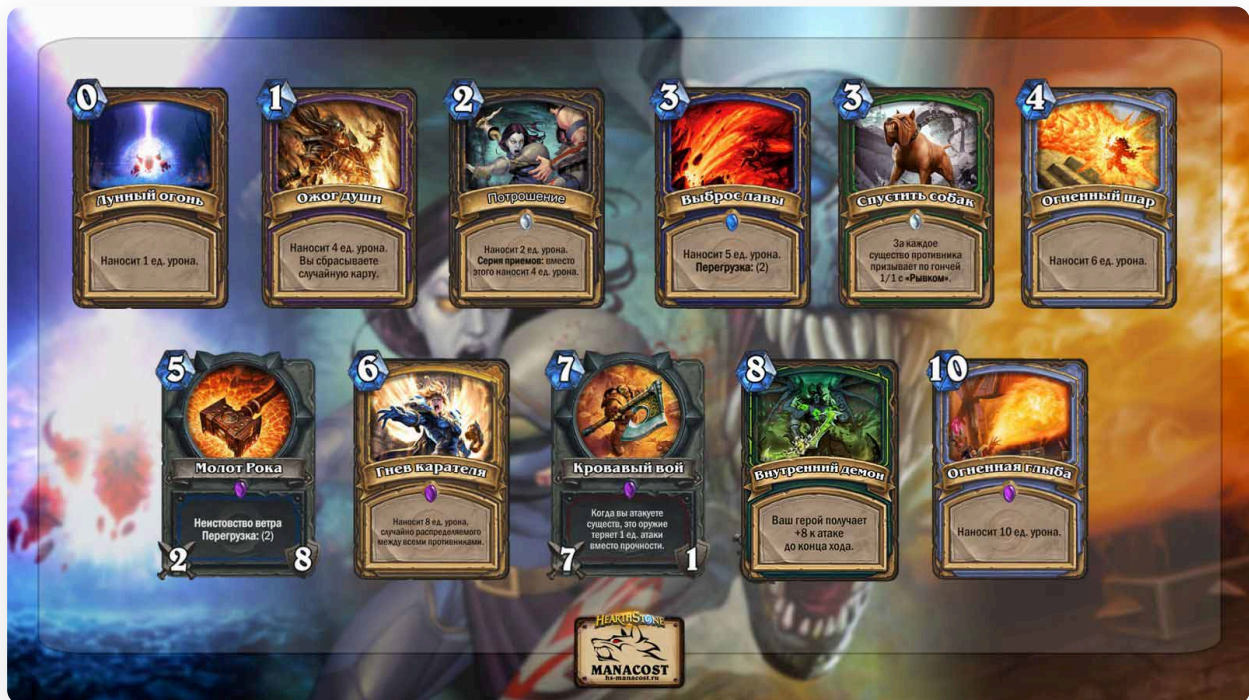 0
Лунный огонь
Наносит 1 ед. урона.
1
Ожог души
Наносит 4 ед. урона.
Вы сбрасываете
случайную карту.
2
Потрошение
Наносит 2 ед. урона.
Серия приемов: вместо
этого наносит 4 ед. урона.
3
Выброс лавы
Наносит 5 ед. урона.
Перегрузка: (2)
3
Спустить собак
За каждое
существо противника
призывает по гончей
1/1 с «Рывком».
4
Огненный шар
Наносит 6 ед. урона.
5
Молот Рока
Неистовство ветра
Перегрузка: (2)
2
8
6
Гнев карателя
Наносит 8 ед. урона,
случайно распределяемого
между всеми противниками.
7
Кровавый вой
Когда вы атакуете
существ, это оружие
теряет 1 ед. атаки
вместо прочности.
7
1
8
Внутренний демон
Ваш герой получает
+8 к атаке
до конца хода.
10
Огненная глыба
Наносит 10 ед. урона.
HEARTHSTONE
MANACOST
hs-manacost.ru